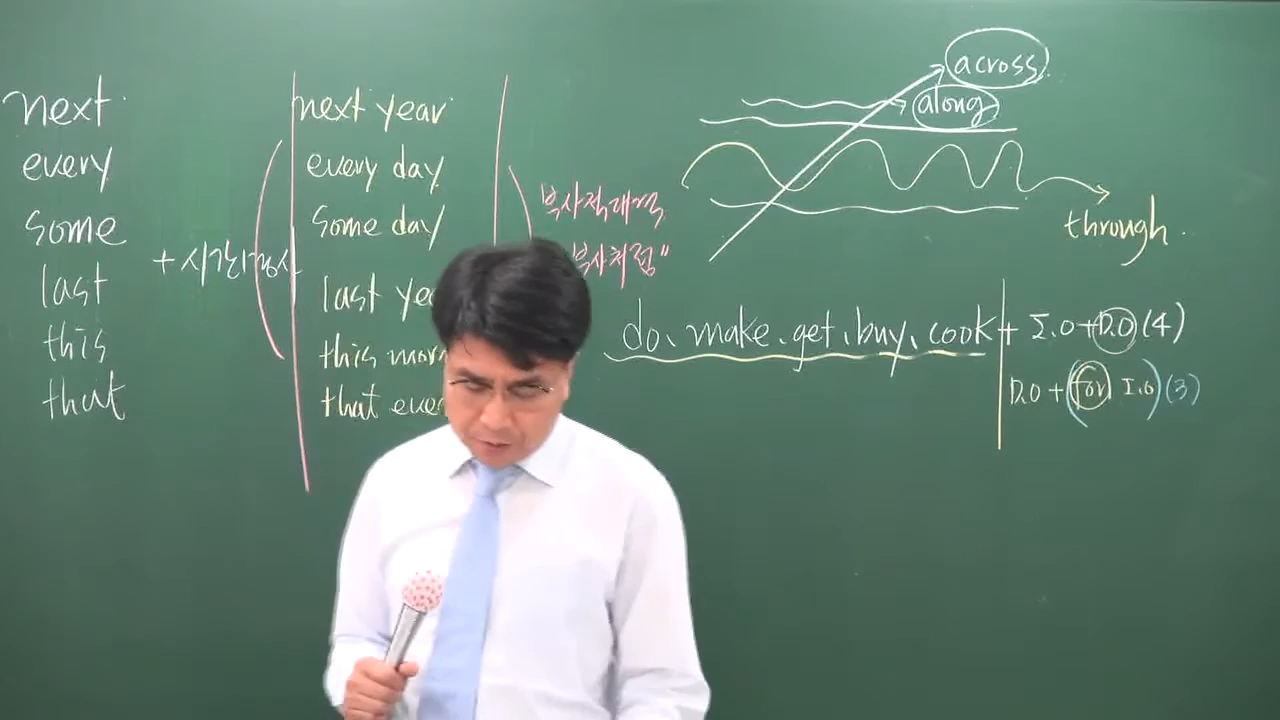 next
every
some
last
this
that
+ 시간명사
next year
every day
some day
last ye
this morn
that eve
부사적대격
부사처럼"
across
along
through
do, make, get, buy, cook + I.O + D.O (4)
D.O + (for I.O) (3)